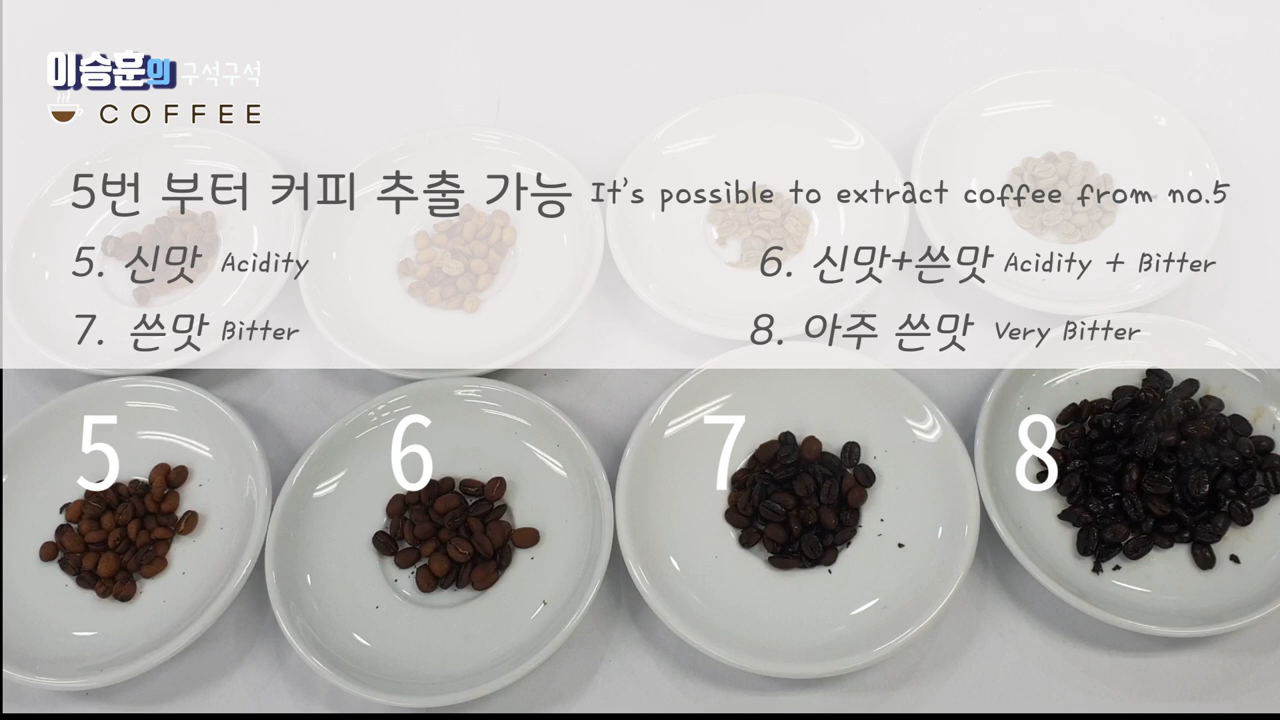 이승훈의 구석구석
COFFEE
5번 부터 커피 추출 가능 It's possible to extract coffee from no.5
5. 신맛 Acidity 6. 신맛+쓴맛 Acidity + Bitter
7. 쓴맛 Bitter 8. 아주 쓴맛 Very Bitter
5 6 7 8